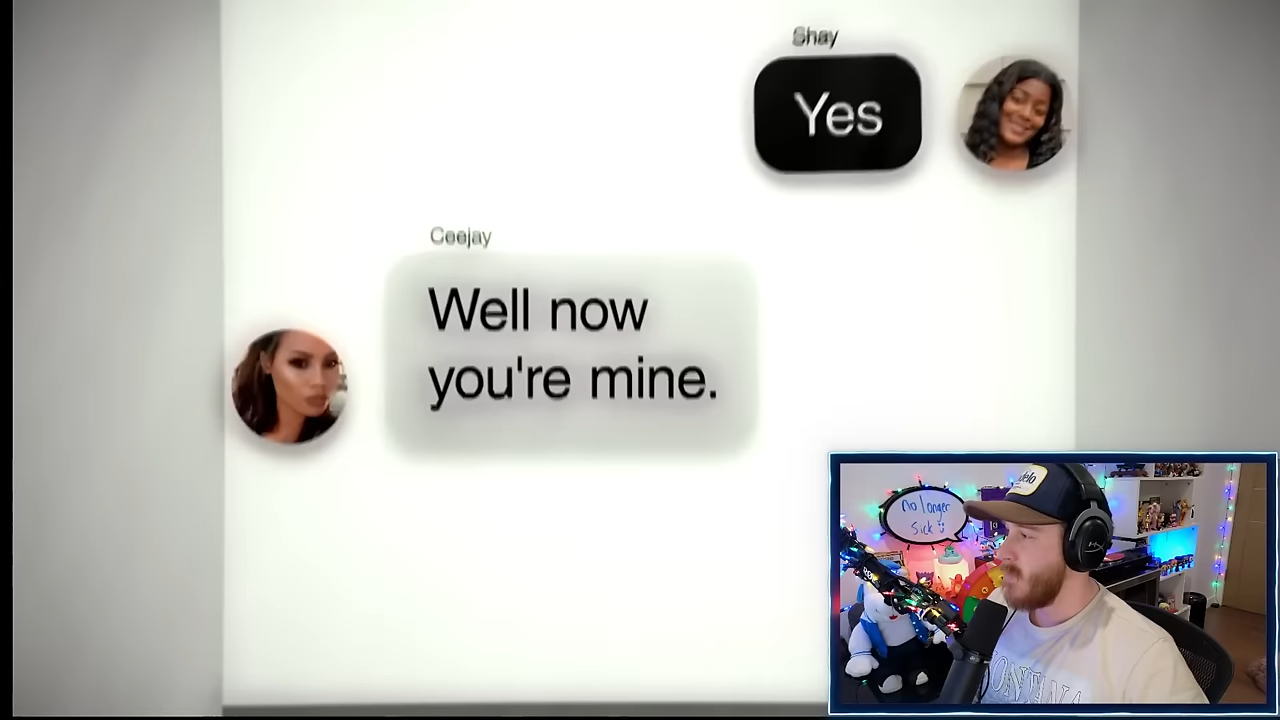 Shay
Yes
Ceejay
Well now
you're mine.
no longer
sick